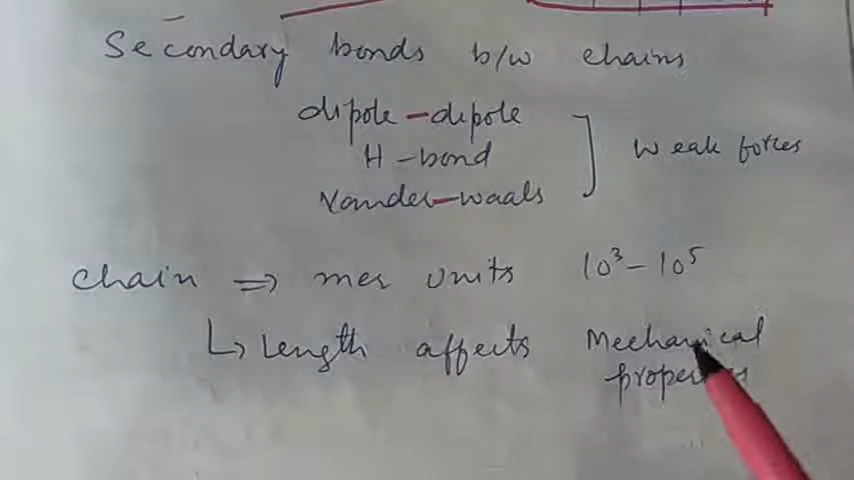 Secondary bonds b/w chains
dipole-dipole
H-bond
Vander-waals
weak forces
chain ⇒ mer units 10³-10⁵
↳ Length affects Mechanical
properties